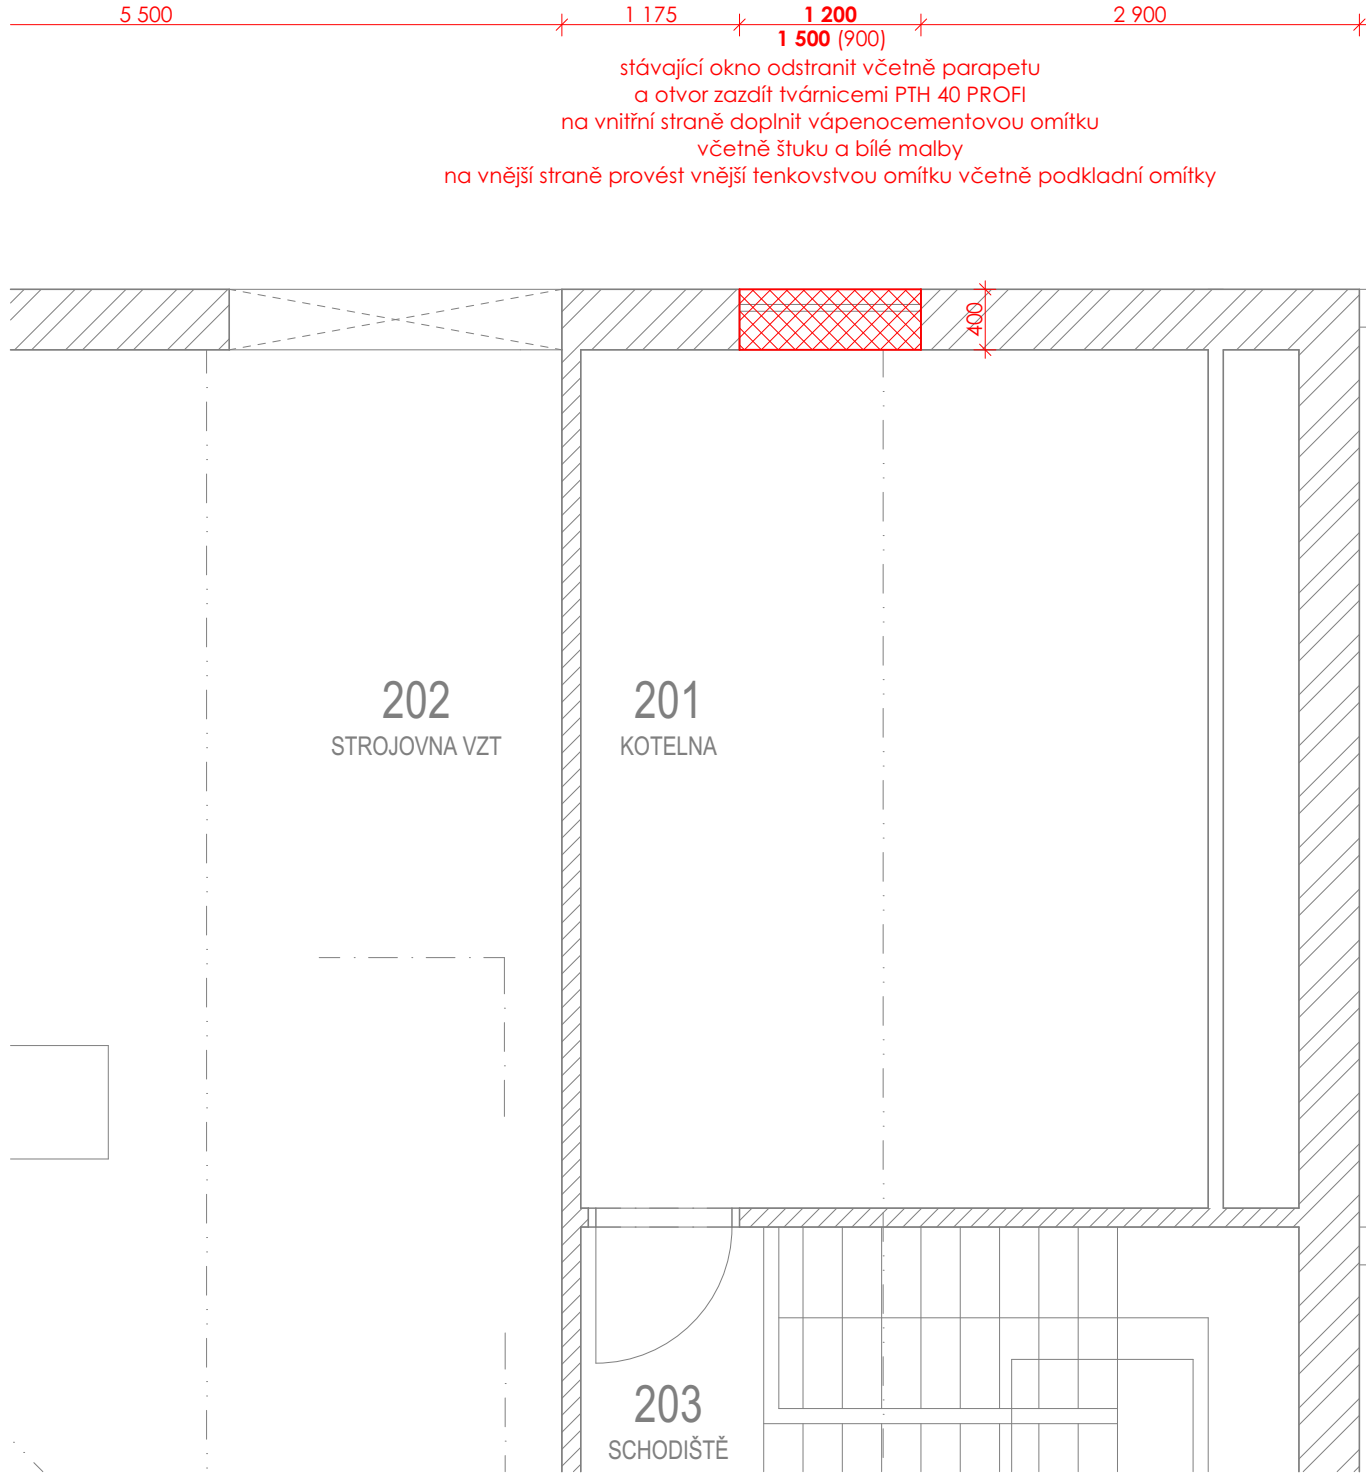 5 500
1 175
1 200
2 900
1 500 (900)
stávající okno odstranit včetně parapetu
a otvor zazdít tvárnicemi PTH 40 PROFI
na vnitřní straně doplnit vápenocementovou omítku
včetně štuku a bílé malby
na vnější straně provést vnější tenkovstvou omítku včetně podkladní omítky
400
202
STROJOVNA VZT
201
KOTELNA
203
SCHODIŠTĚ